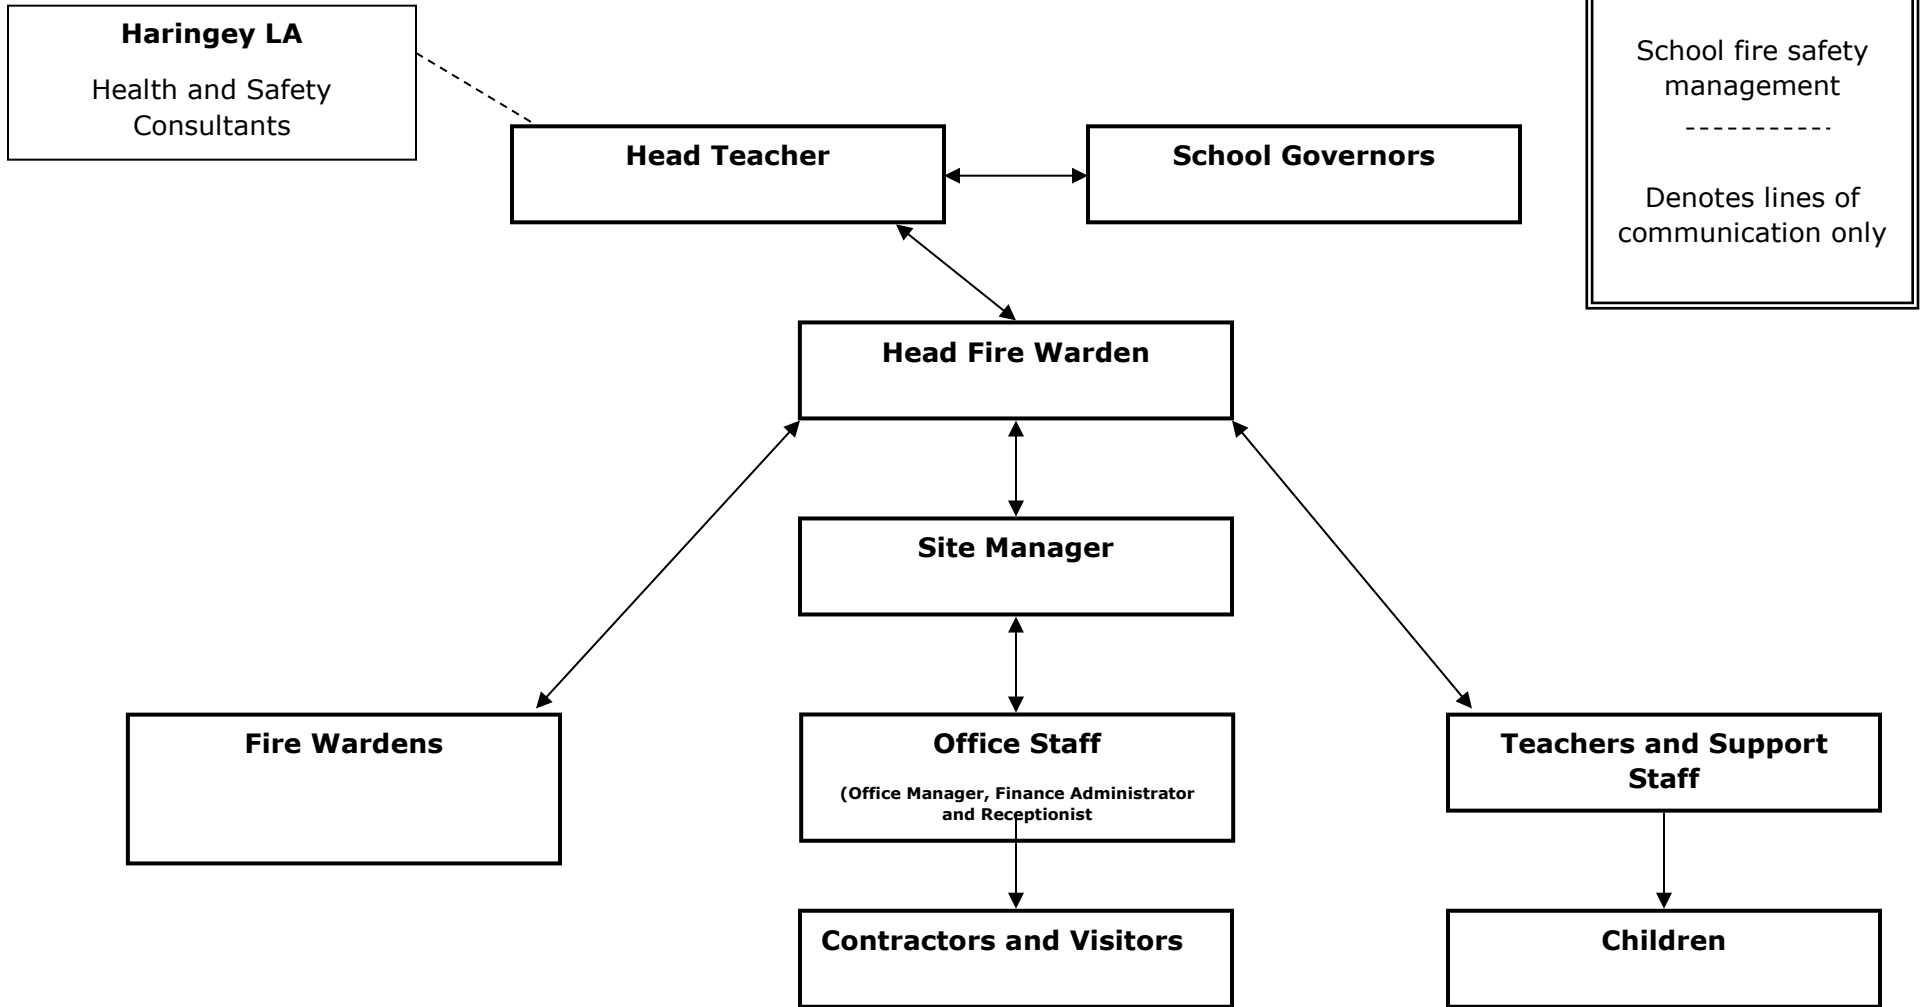 Haringey LA
Health and Safety
Consultants
School fire safety
management
-----------
Denotes lines of
communication only
Head Teacher
School Governors
Head Fire Warden
Site Manager
Fire Wardens
Office Staff
(Office Manager, Finance Administrator
and Receptionist
Teachers and Support
Staff
Contractors and Visitors
Children